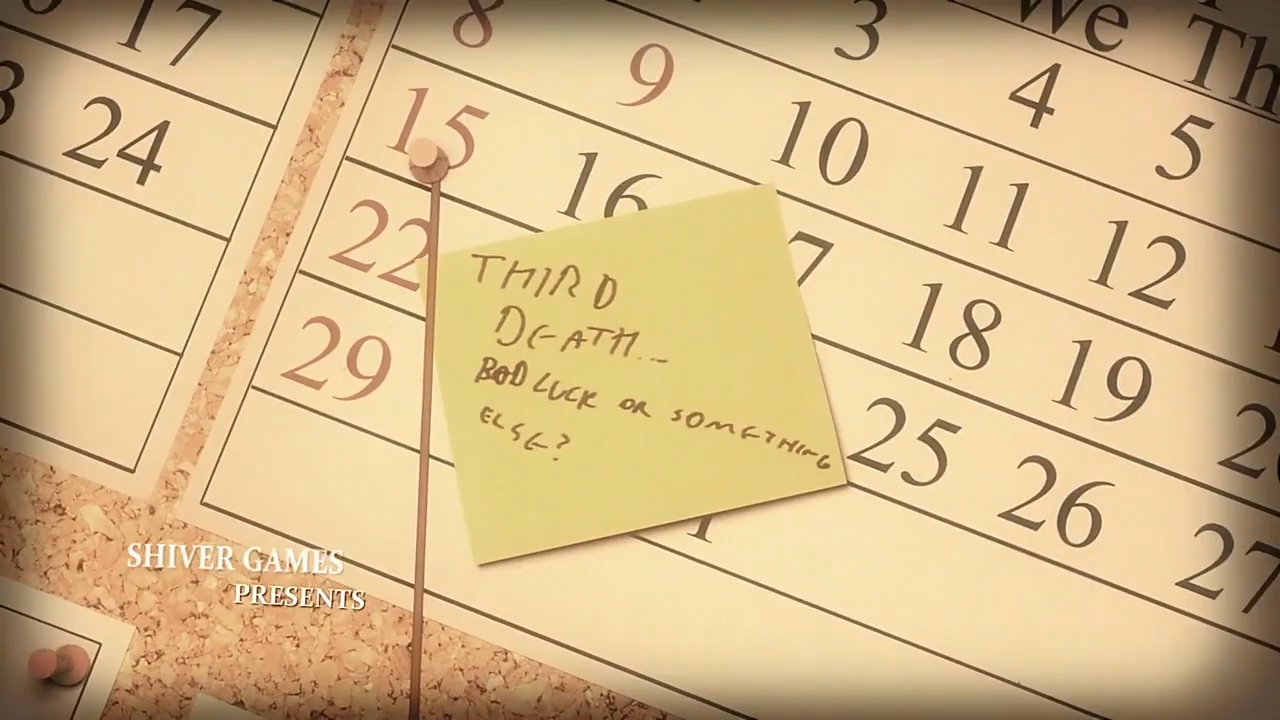 We Th
8 3 4 5
17 9 10 11 12
24 15 16 7 18 19
22 25 26 27
29
THIRD
DEATH...
BAD LUCK OR SOMETHING
ELSE?
SHIVER GAMES
PRESENTS